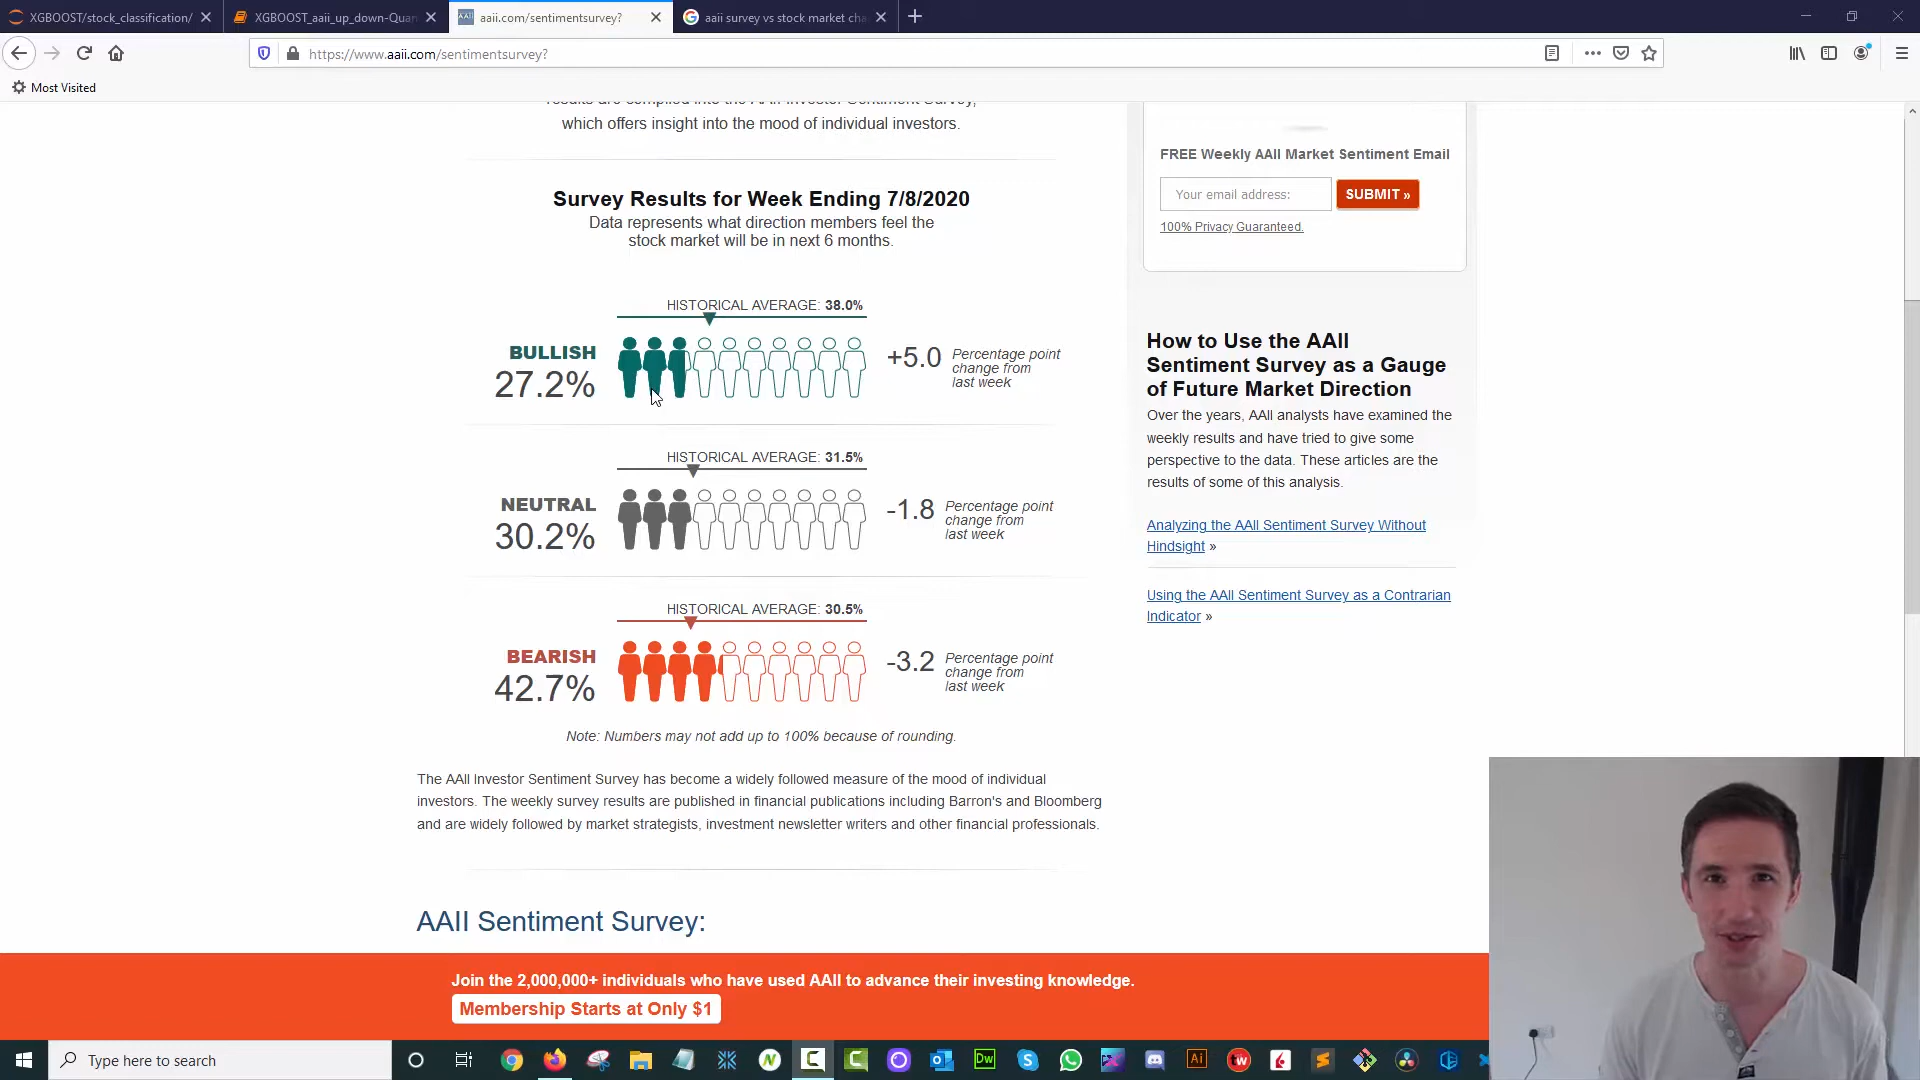 XGBOOST/stock_classification/
XGBOOST_aaii_up_down-Quan
AAII
aaii.com/sentimentsurvey?
aaii survey vs stock market cha
https://www.aaii.com/sentimentsurvey?
Most Visited
results are compiled into the AAII Investor Sentiment Survey,
which offers insight into the mood of individual investors.
Survey Results for Week Ending 7/8/2020
Data represents what direction members feel the
stock market will be in next 6 months.
HISTORICAL AVERAGE: 38.0%
BULLISH
27.2%
+5.0
Percentage point
change from
last week
HISTORICAL AVERAGE: 31.5%
NEUTRAL
30.2%
-1.8
Percentage point
change from
last week
HISTORICAL AVERAGE: 30.5%
BEARISH
42.7%
-3.2
Percentage point
change from
last week
Note: Numbers may not add up to 100% because of rounding.
The AAII Investor Sentiment Survey has become a widely followed measure of the mood of individual
investors. The weekly survey results are published in financial publications including Barron's and Bloomberg
and are widely followed by market strategists, investment newsletter writers and other financial professionals.
AAII Sentiment Survey:
FREE Weekly AAII Market Sentiment Email
Your email address:
SUBMIT »
100% Privacy Guaranteed.
How to Use the AAII
Sentiment Survey as a Gauge
of Future Market Direction
Over the years, AAII analysts have examined the
weekly results and have tried to give some
perspective to the data. These articles are the
results of some of this analysis.
Analyzing the AAII Sentiment Survey Without
Hindsight »
Using the AAII Sentiment Survey as a Contrarian
Indicator »
Join the 2,000,000+ individuals who have used AAII to advance their investing knowledge.
Membership Starts at Only $1
Type here to search
Dw
Ai